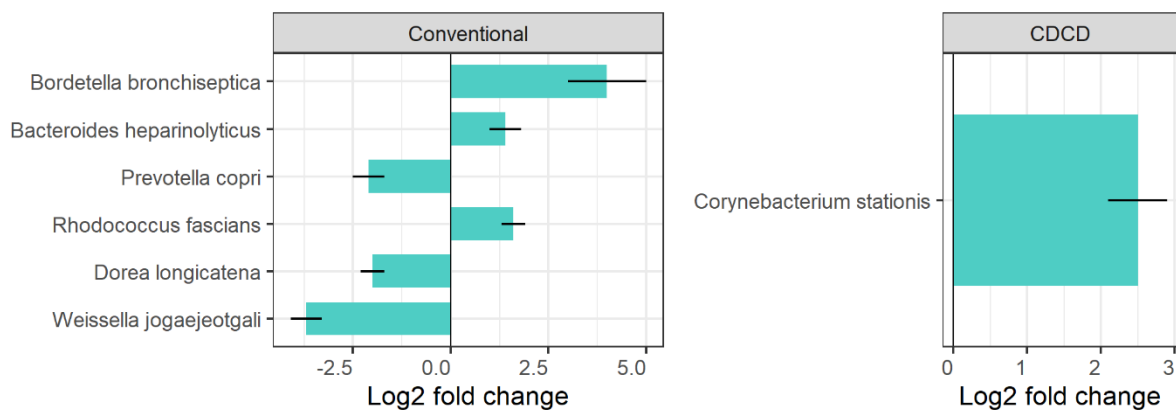 Conventional
Bordetella bronchiseptica
Bacteroides heparinolyticus
Prevotella copri
Rhodococcus fascians
Dorea longicatena
Weissella jogaejeotgali
-2.5 0.0 2.5 5.0
Log2 fold change
CDCD
Corynebacterium stationis
0 1 2 3
Log2 fold change